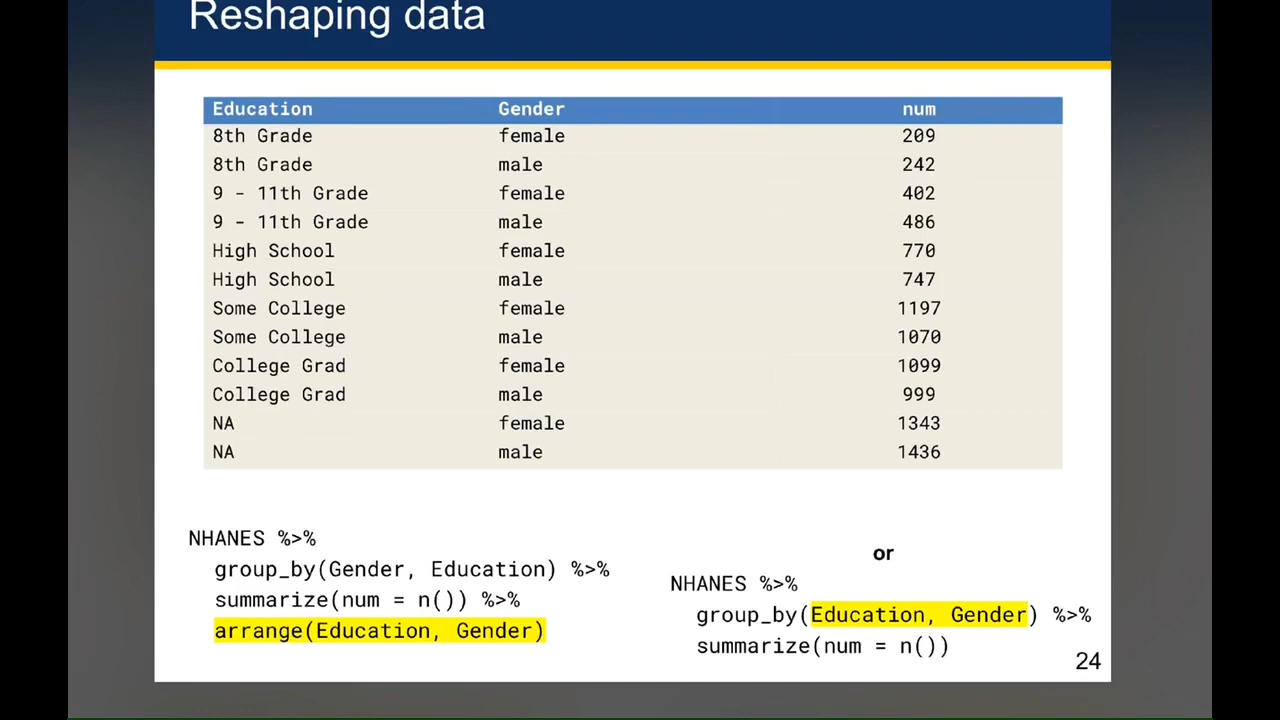 Reshaping data
Education Gender num
8th Grade female 209
8th Grade male 242
9 - 11th Grade female 402
9 - 11th Grade male 486
High School female 770
High School male 747
Some College female 1197
Some College male 1070
College Grad female 1099
College Grad male 999
NA female 1343
NA male 1436
NHANES %>%
group_by(Gender, Education) %>%
summarize(num = n()) %>%
arrange(Education, Gender)
or
NHANES %>%
group_by(Education, Gender) %>%
summarize(num = n())
24